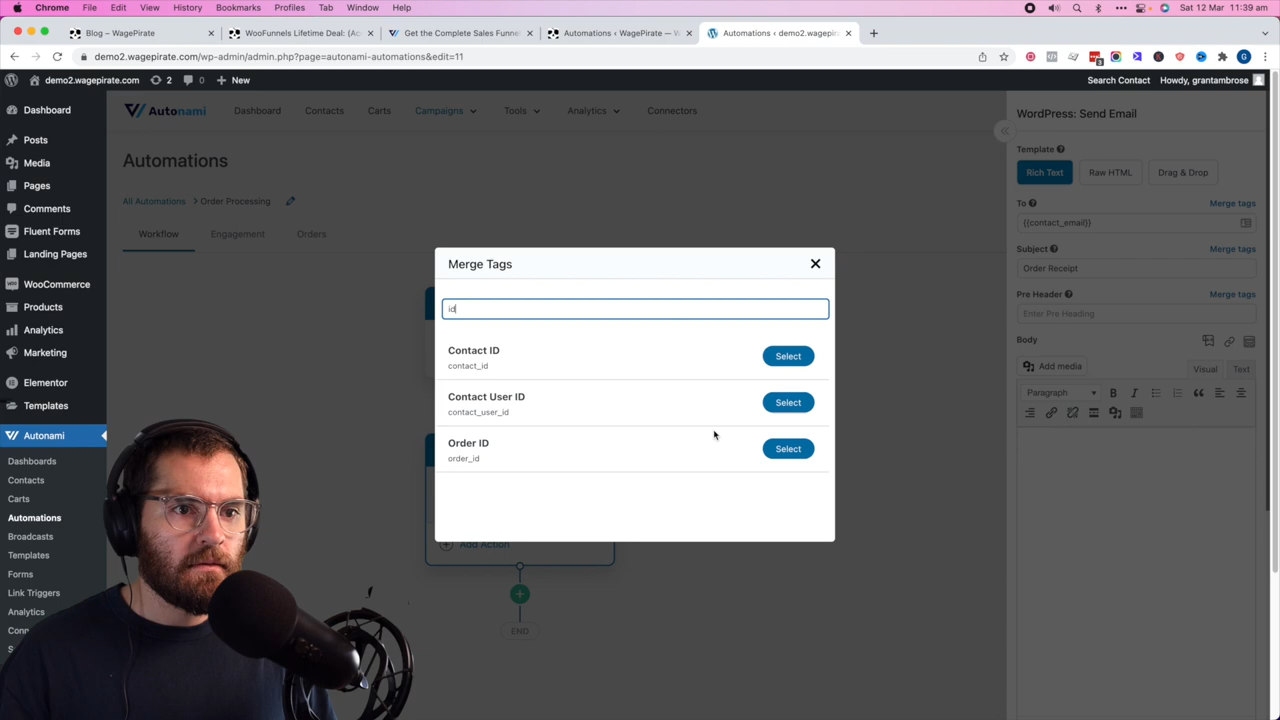 Chrome File Edit View History Bookmarks Profiles Tab Window Help
Sat 12 Mar 11:39 am
Blog – WagePirate
WooFunnels Lifetime Deal: (Ac
Get the Complete Sales Funne
Automations ‹ WagePirate —
Automations ‹ demo2.wagepir
demo2.wagepirate.com/wp-admin/admin.php?page=autonami-automations&edit=11
3
G
demo2.wagepirate.com 2 0 New
Search Contact Howdy, grantambrose
Dashboard
Posts
Media
Pages
Comments
Fluent Forms
Landing Pages
WooCommerce
Products
Analytics
Marketing
Elementor
Templates
Autonami
Dashboards
Contacts
Carts
Automations
Broadcasts
Templates
Forms
Link Triggers
Analytics
Conn
S
Autonami Dashboard Contacts Carts Campaigns Tools Analytics Connectors
Automations
All Automations > Order Processing
Workflow Engagement Orders
Merge Tags
id
Contact ID
contact_id
Select
Contact User ID
contact_user_id
Select
Order ID
order_id
Select
Add Action
END
WordPress: Send Email
Template
Rich Text Raw HTML Drag & Drop
To Merge tags
{{contact_email}}
Subject Merge tags
Order Receipt
Pre Header Merge tags
Enter Pre Heading
Body
Add media
Visual Text
Paragraph B I